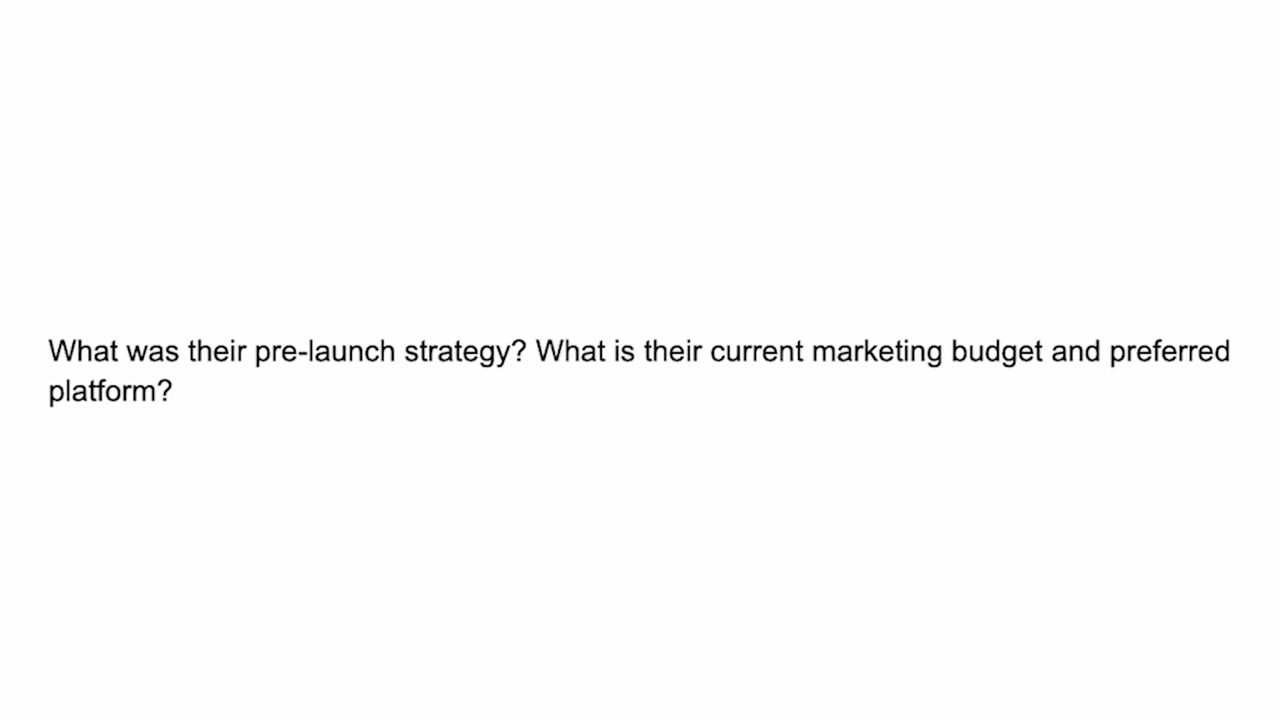 What was their pre-launch strategy? What is their current marketing budget and preferred
platform?